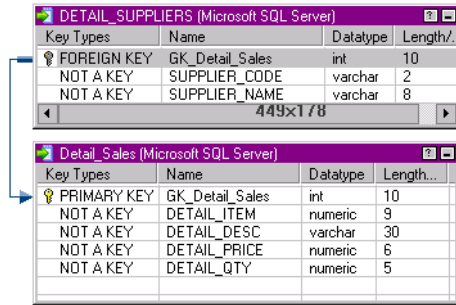 DETAIL_SUPPLIERS (Microsoft SQL Server)
Key Types Name Datatype Length/.
FOREIGN KEY GK_Detail_Sales int 10
NOT A KEY SUPPLIER_CODE varchar 2
NOT A KEY SUPPLIER_NAME varchar 8
449x178
Detail_Sales (Microsoft SQL Server)
Key Types Name Datatype Length...
PRIMARY KEY GK_Detail_Sales int 10
NOT A KEY DETAIL_ITEM numeric 9
NOT A KEY DETAIL_DESC varchar 30
NOT A KEY DETAIL_PRICE numeric 6
NOT A KEY DETAIL_QTY numeric 5